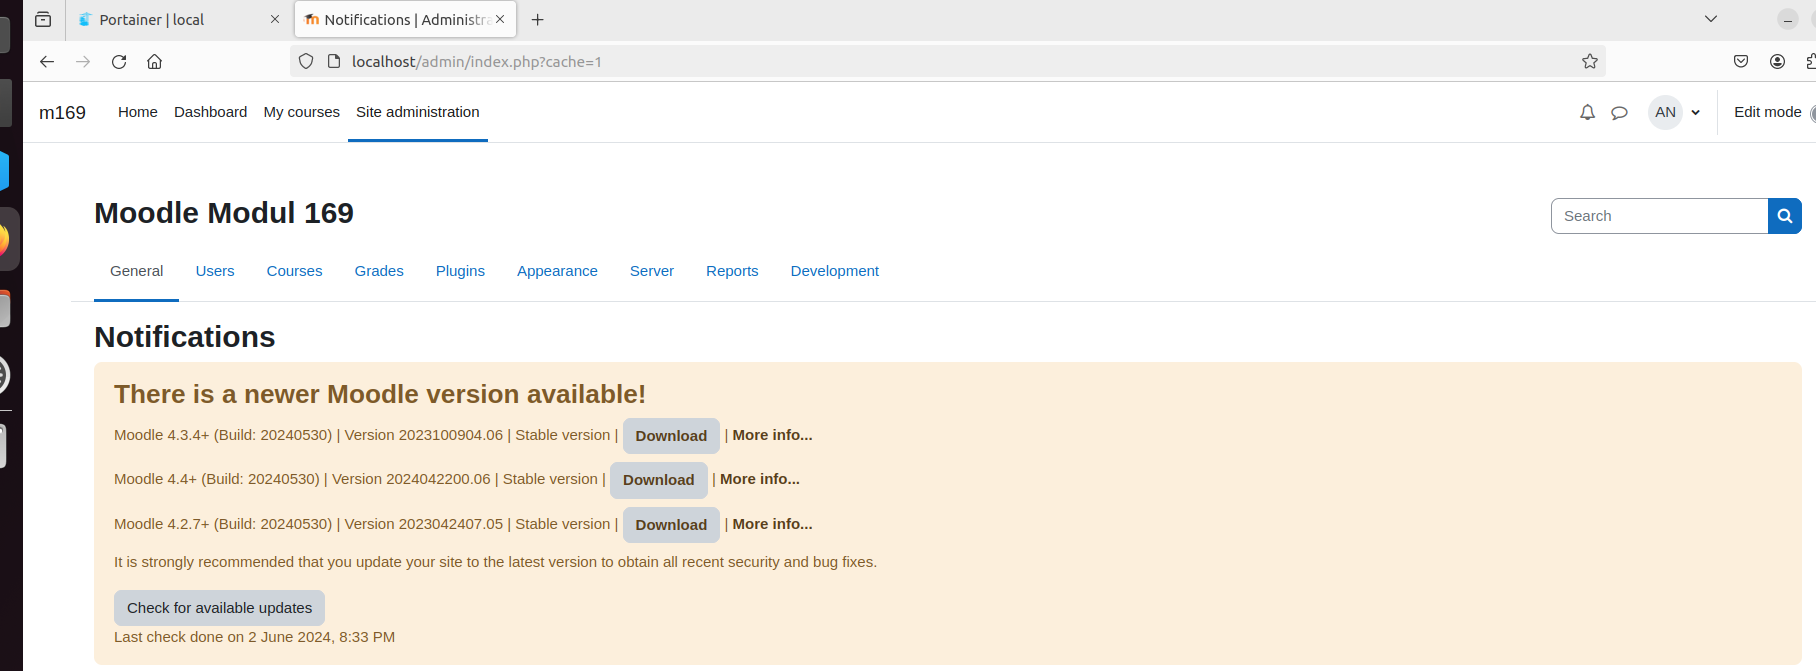 Portainer | local
Notifications | Administra
localhost/admin/index.php?cache=1
m169 Home Dashboard My courses Site administration AN Edit mode
Moodle Modul 169
Search
General Users Courses Grades Plugins Appearance Server Reports Development
Notifications
There is a newer Moodle version available!
Moodle 4.3.4+ (Build: 20240530) | Version 2023100904.06 | Stable version | Download | More info...
Moodle 4.4+ (Build: 20240530) | Version 2024042200.06 | Stable version | Download | More info...
Moodle 4.2.7+ (Build: 20240530) | Version 2023042407.05 | Stable version | Download | More info...
It is strongly recommended that you update your site to the latest version to obtain all recent security and bug fixes.
Check for available updates
Last check done on 2 June 2024, 8:33 PM